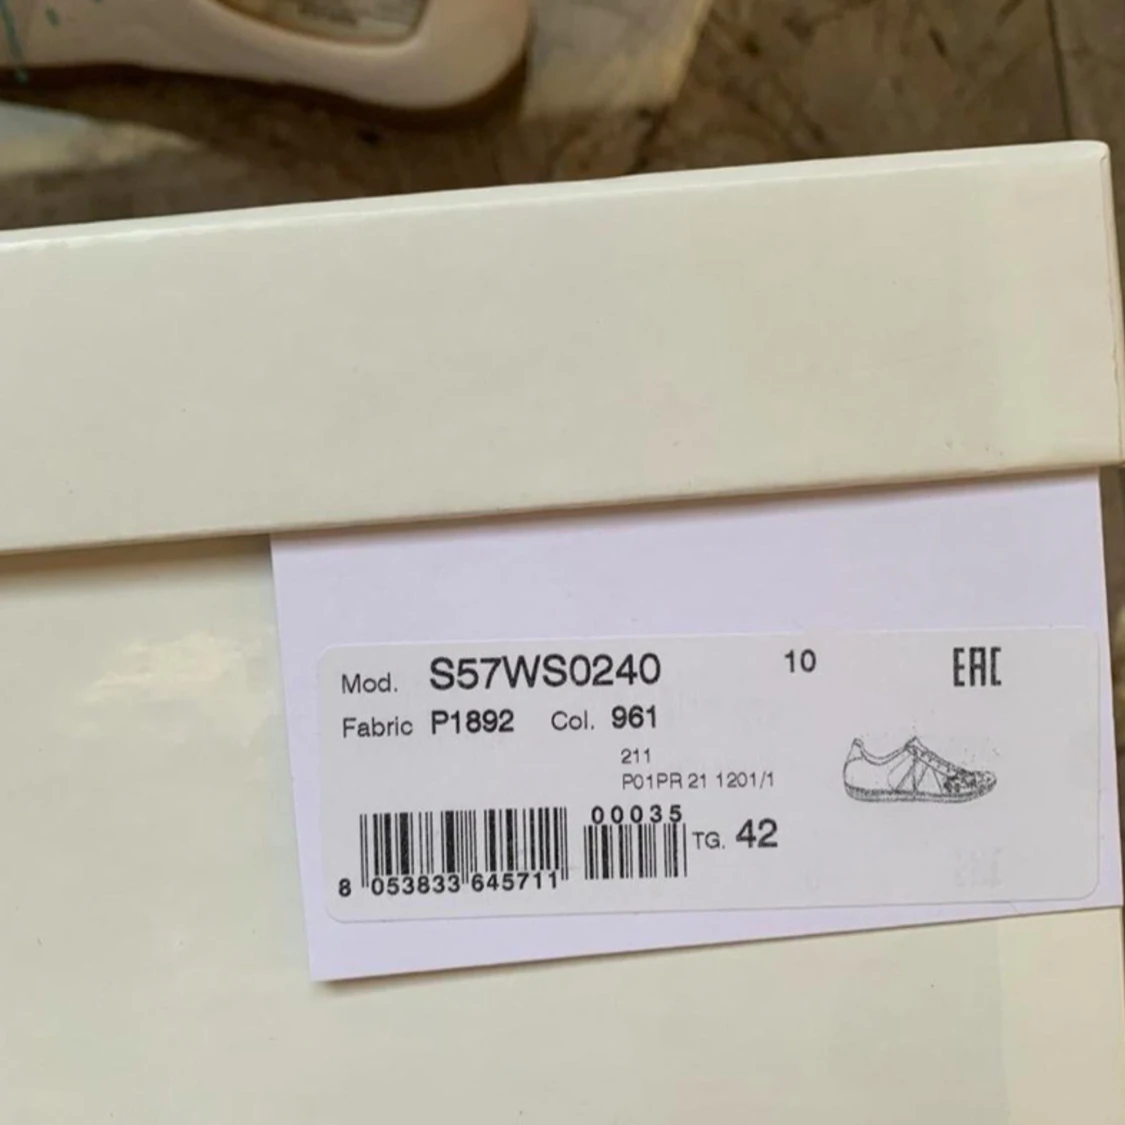 Mod. S57WS0240 10 EAC
Fabric P1892 Col. 961
211
P01PR 21 1201/1
00035
TG. 42
8 053833 645711